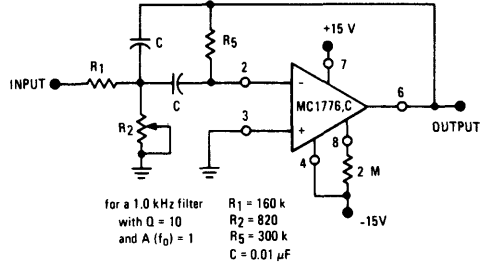 +15 V
C
R5
R1
INPUT
C
2
7
MC1776,C
-
+
6
OUTPUT
R2
3
4
8
2 M
-15V
for a 1.0 kHz filter
with Q = 10
and A (f0) = 1
R1 = 160 k
R2 = 820
R5 = 300 k
C = 0.01 μF